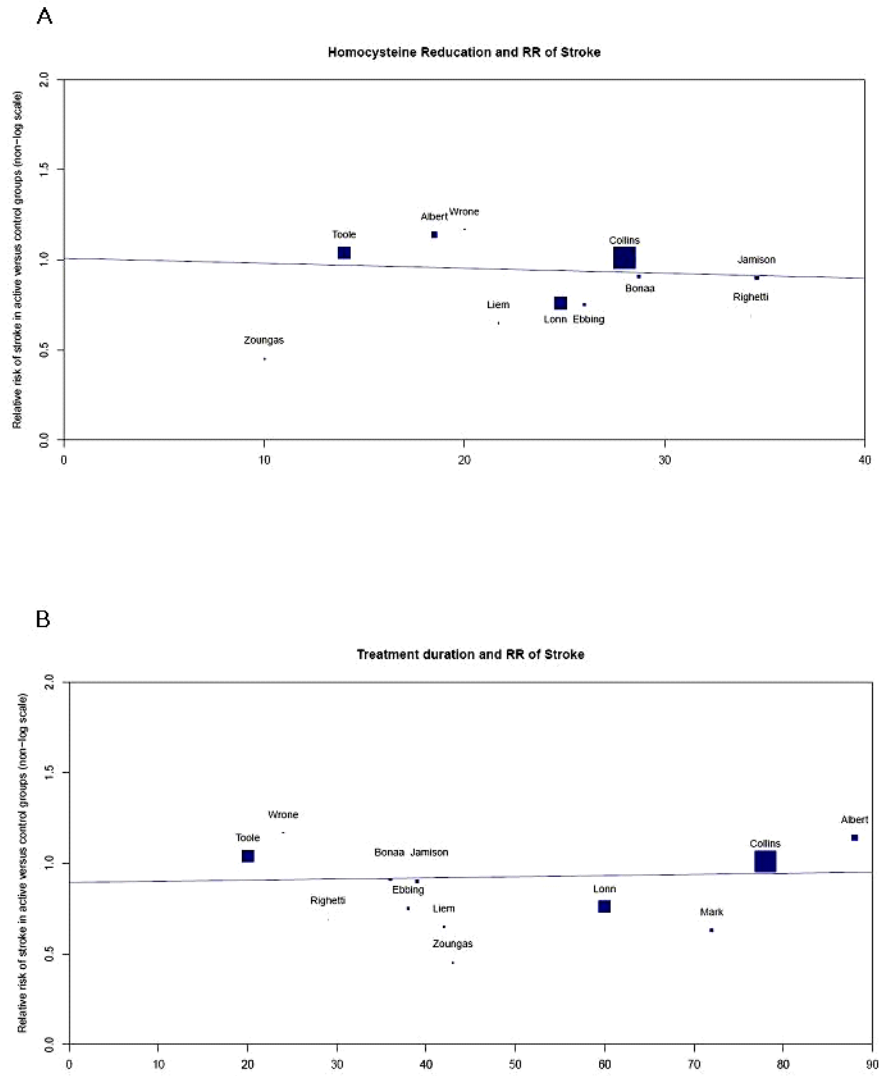 A
Homocysteine Reducation and RR of Stroke
Relative risk of stroke in active versus control groups (non-log scale)
2.0
1.5
1.0
0.5
0.0
Toole
Albert Wrone
Collins
Jamison
Bonaa
Righetti
Liem
Lonn Ebbing
Zoungas
0 10 20 30 40
B
Treatment duration and RR of Stroke
Relative risk of stroke in active versus control groups (non-log scale)
2.0
1.5
1.0
0.5
0.0
Wrone
Albert
Toole
Collins
Bonaa Jamison
Ebbing
Lonn
Righetti
Liem
Mark
Zoungas
0 10 20 30 40 50 60 70 80 90